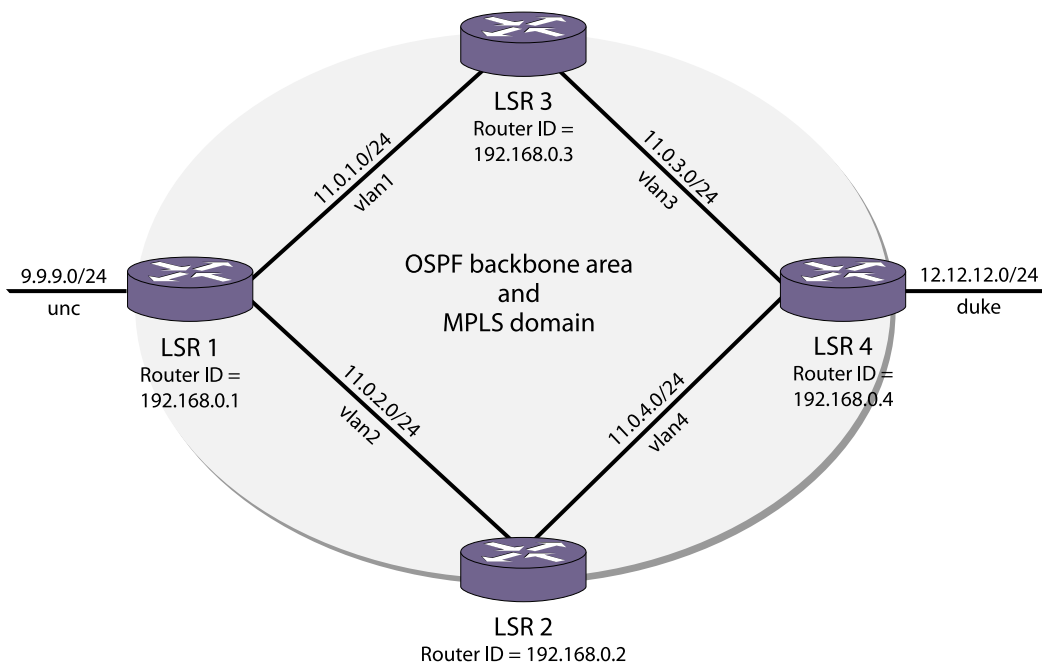 LSR 3
Router ID =
192.168.0.3
11.0.1.0/24
vlan1
11.0.3.0/24
vlan3
9.9.9.0/24
unc
OSPF backbone area
and
MPLS domain
12.12.12.0/24
duke
LSR 1
Router ID =
192.168.0.1
LSR 4
Router ID =
192.168.0.4
11.0.2.0/24
vlan2
11.0.4.0/24
vlan4
LSR 2
Router ID = 192.168.0.2